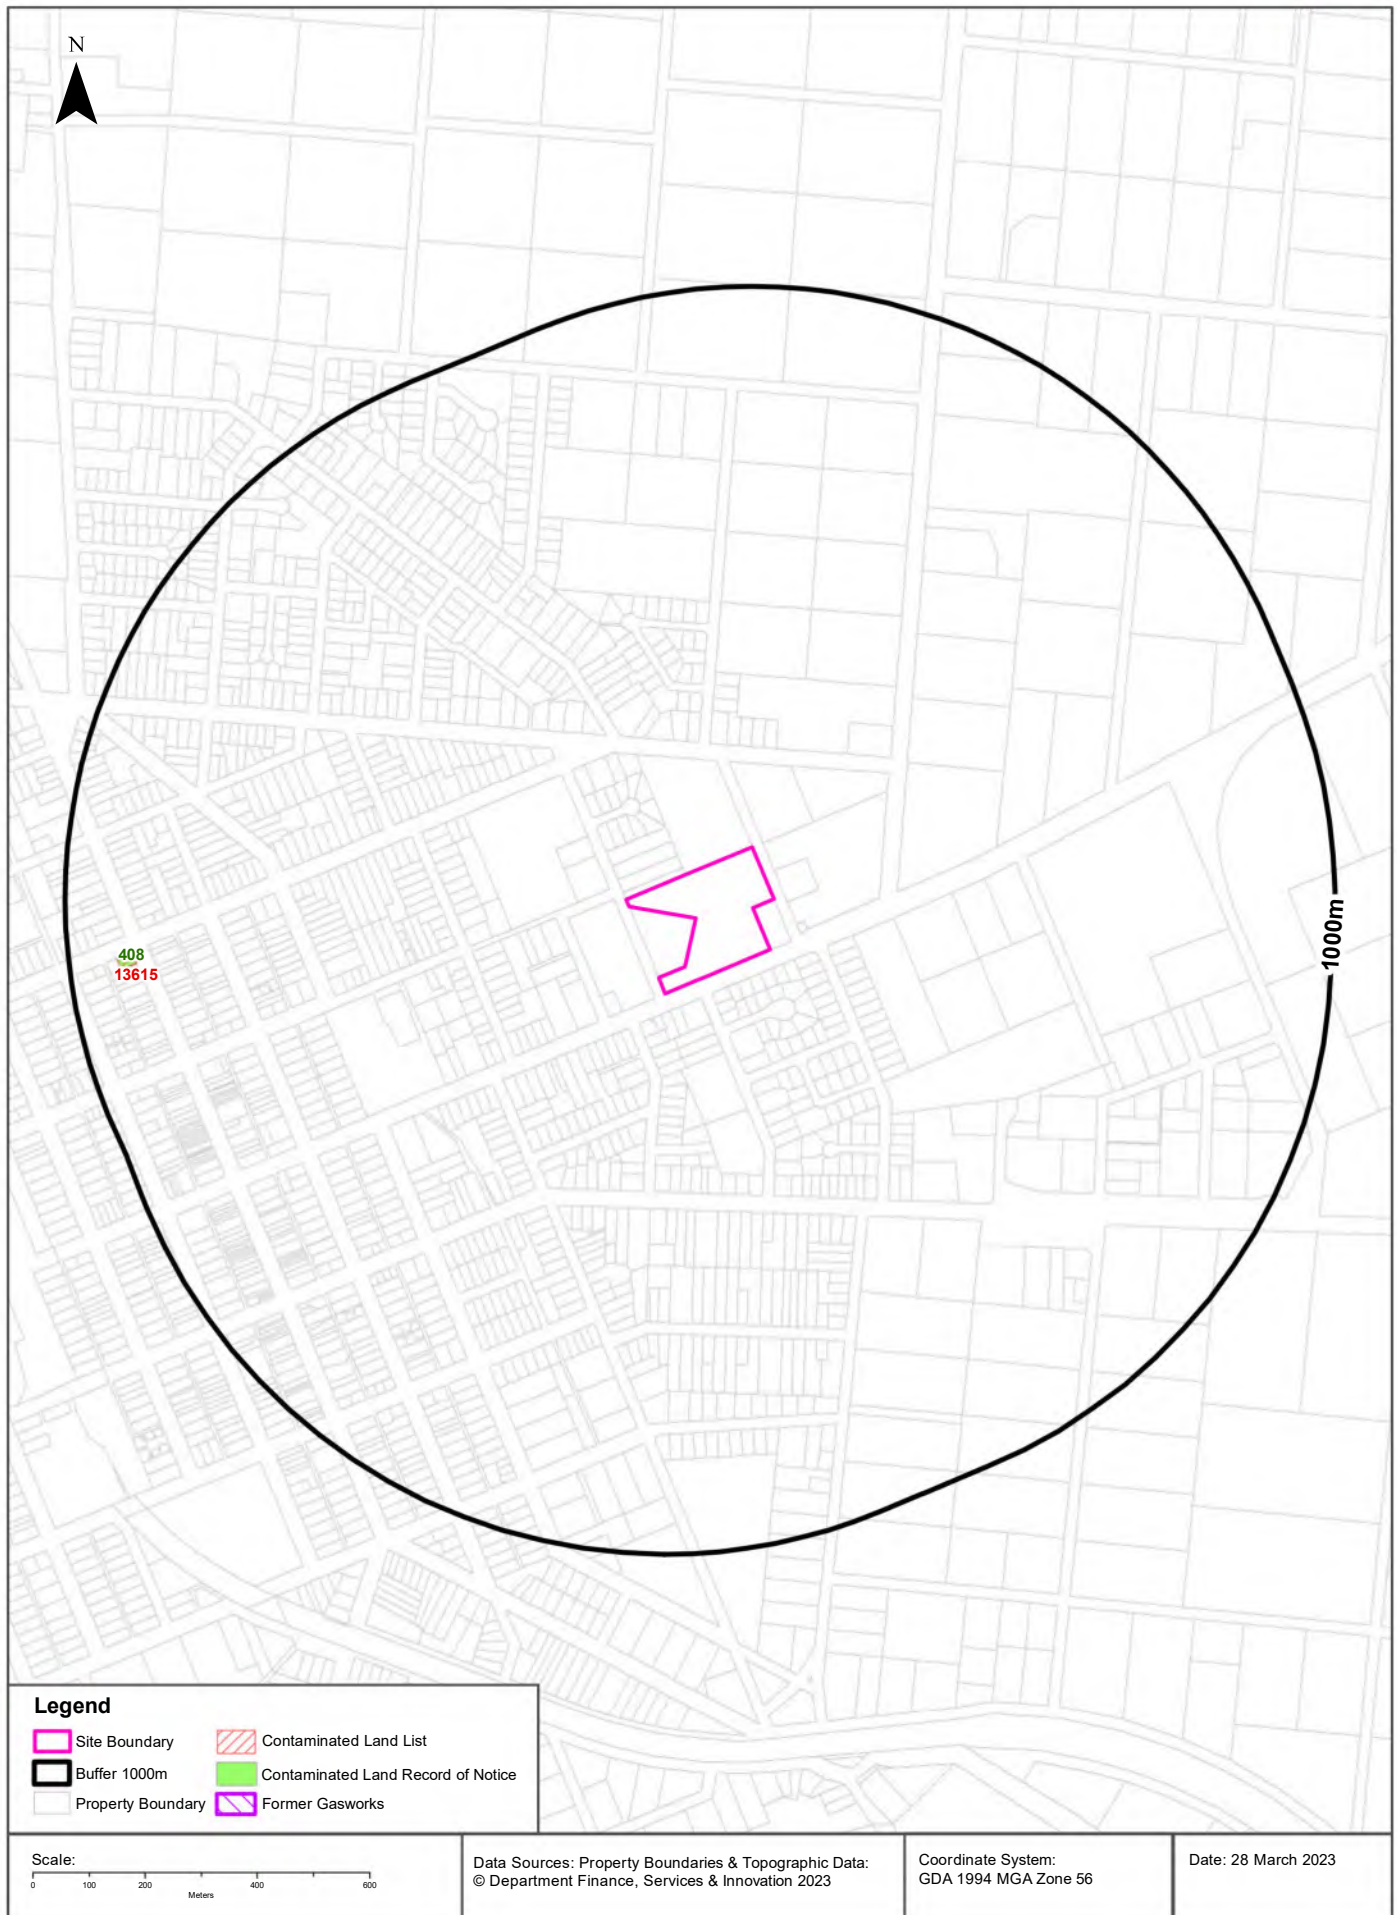 N
408
13615
1000m
Legend
Site Boundary
Contaminated Land List
Buffer 1000m
Contaminated Land Record of Notice
Property Boundary
Former Gasworks
Scale:
0 100 200 400 600
Meters
Data Sources: Property Boundaries & Topographic Data:
© Department Finance, Services & Innovation 2023
Coordinate System:
GDA 1994 MGA Zone 56
Date: 28 March 2023